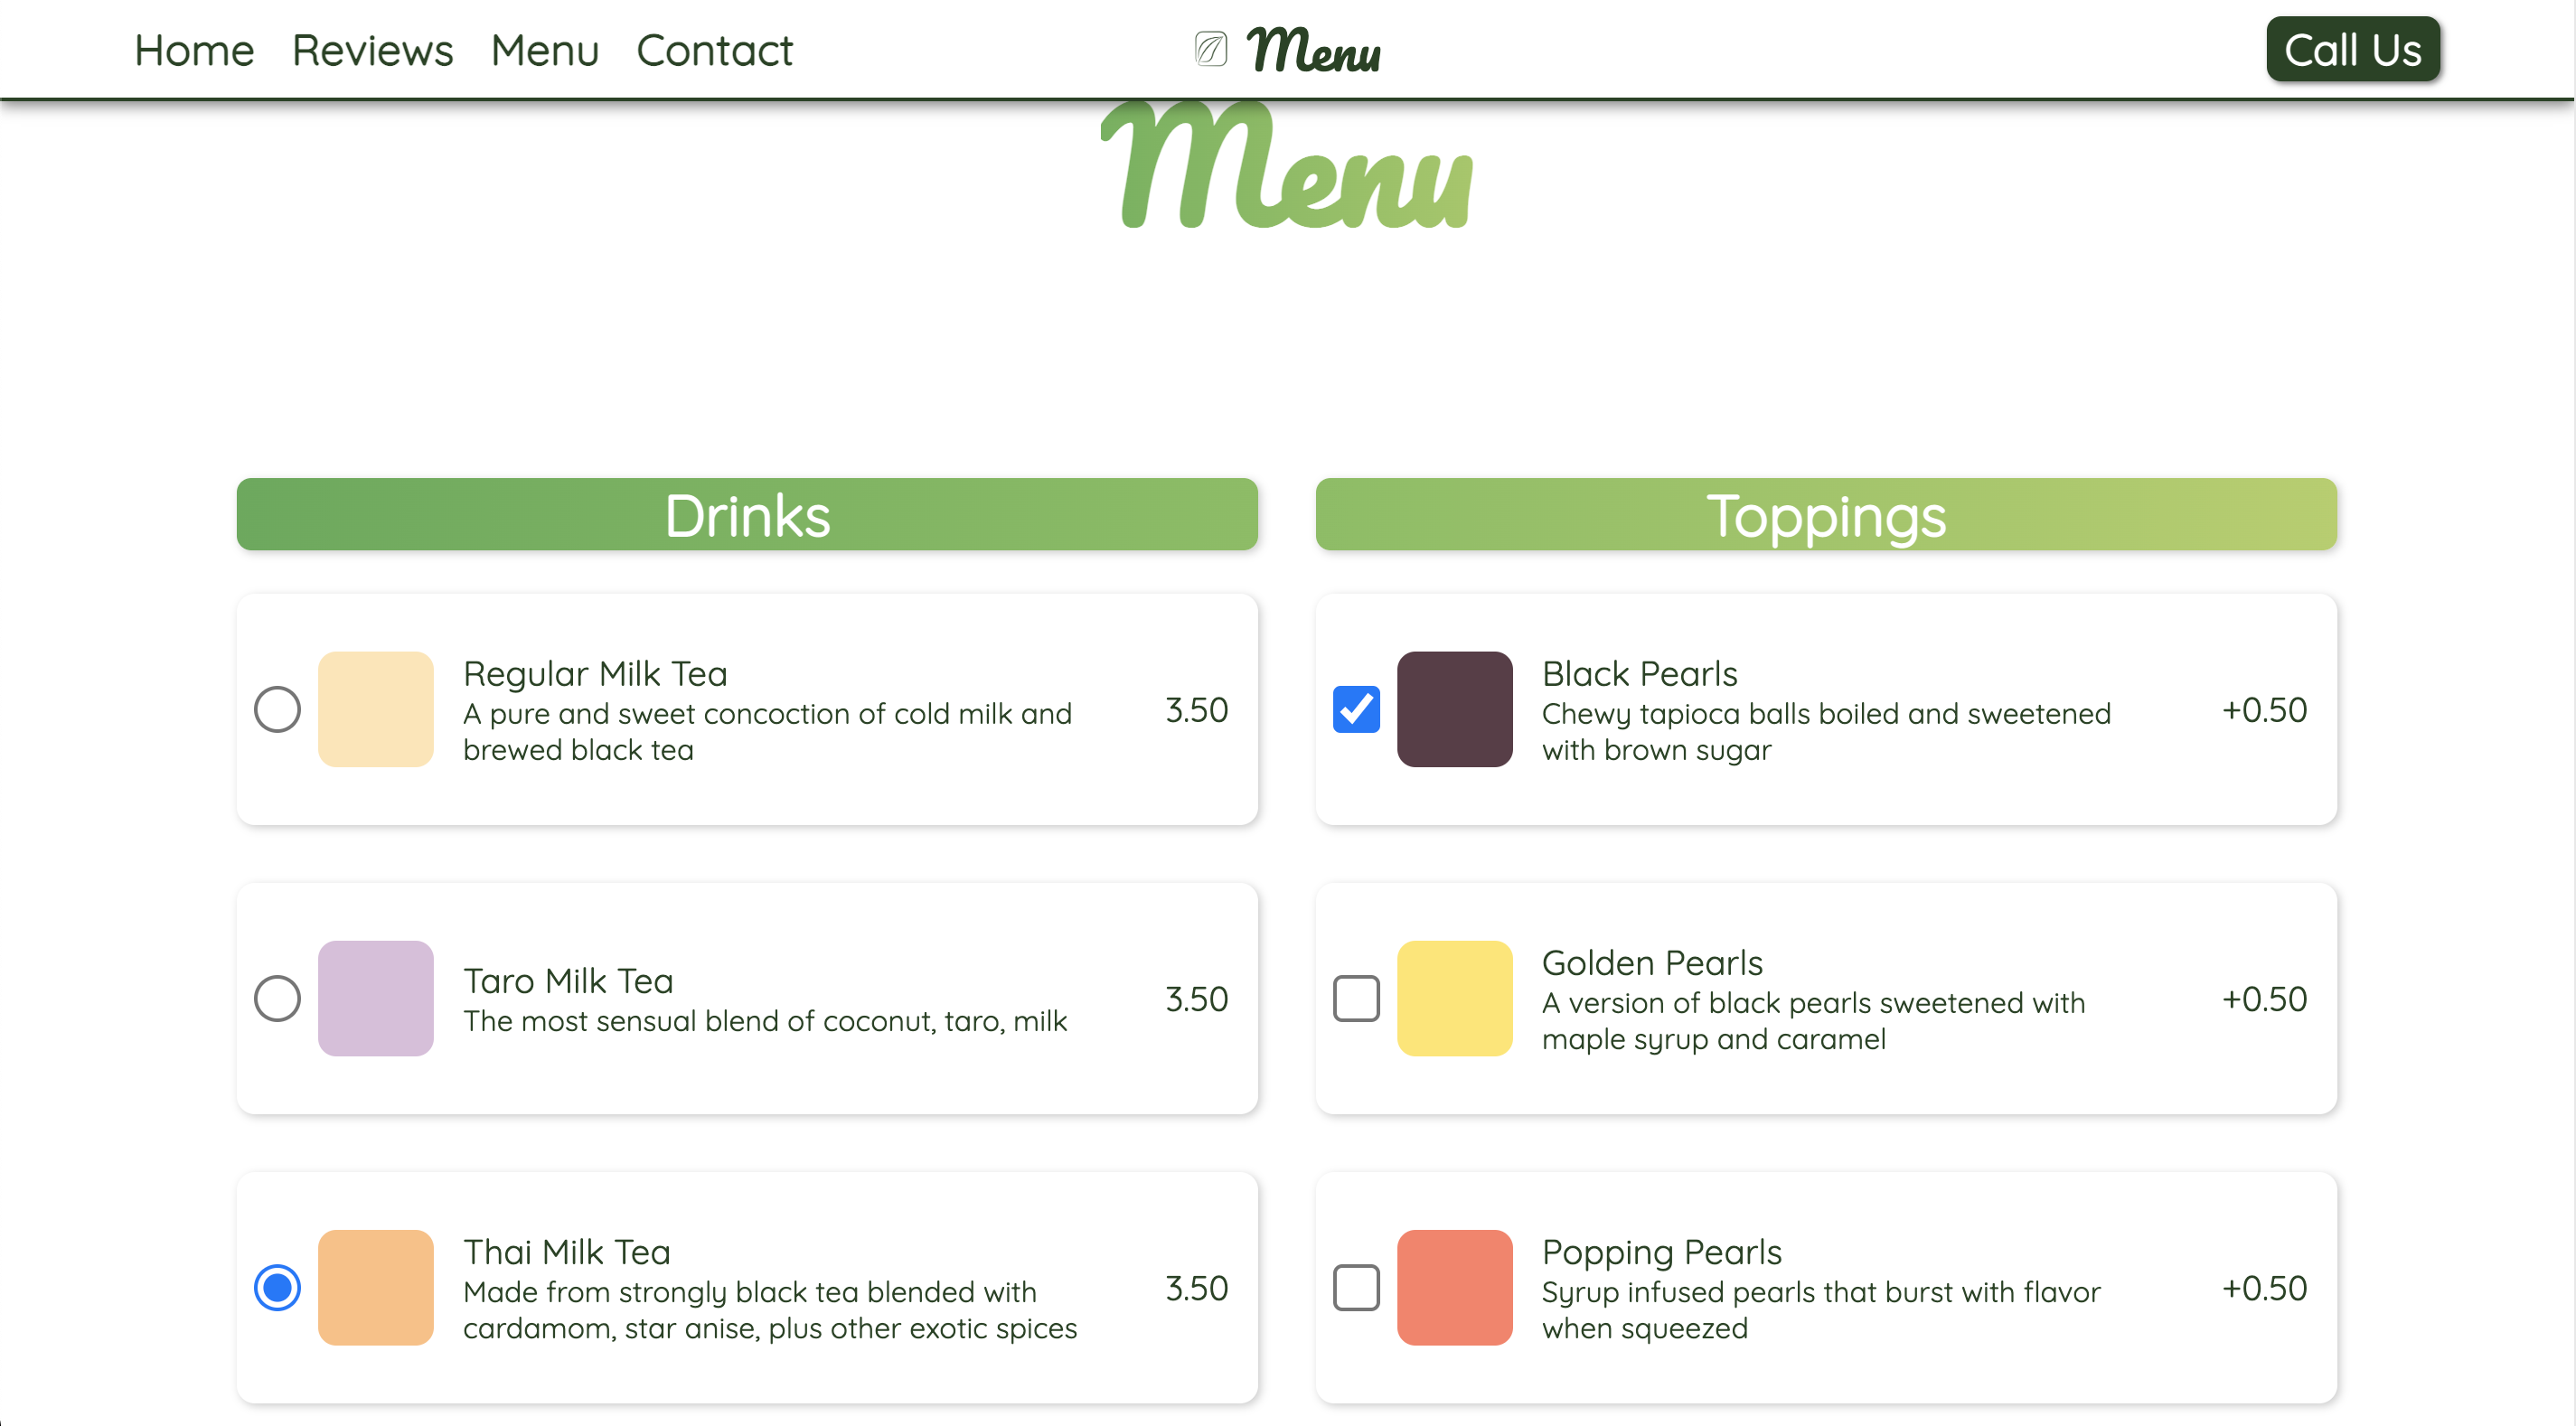 Home Reviews Menu Contact
Menu
Call Us
Menu
Drinks
Regular Milk Tea
A pure and sweet concoction of cold milk and
brewed black tea
3.50
Taro Milk Tea
The most sensual blend of coconut, taro, milk
3.50
Thai Milk Tea
Made from strongly black tea blended with
cardamom, star anise, plus other exotic spices
3.50
Toppings
Black Pearls
Chewy tapioca balls boiled and sweetened
with brown sugar
+0.50
Golden Pearls
A version of black pearls sweetened with
maple syrup and caramel
+0.50
Popping Pearls
Syrup infused pearls that burst with flavor
when squeezed
+0.50